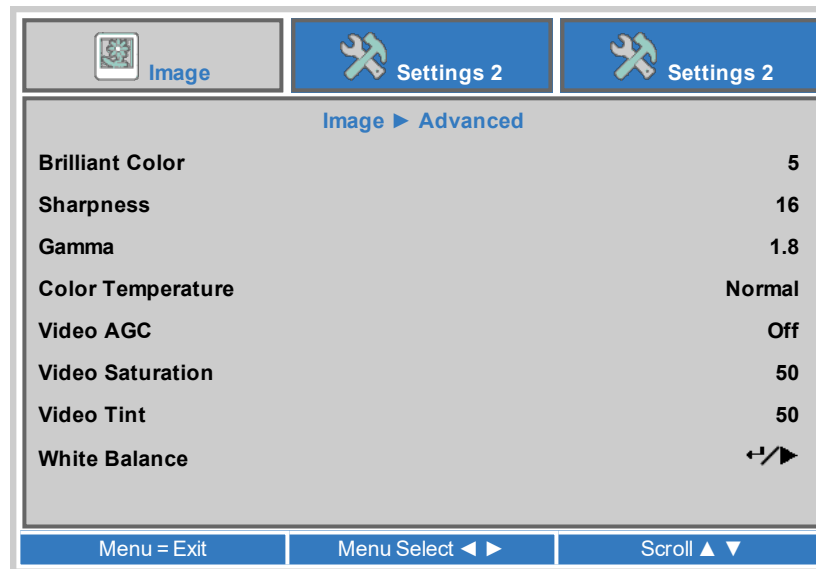 Image Settings 2 Settings 2
Image ► Advanced
Brilliant Color 5
Sharpness 16
Gamma 1.8
Color Temperature Normal
Video AGC Off
Video Saturation 50
Video Tint 50
White Balance ↵/►
Menu = Exit Menu Select ◄ ► Scroll ▲ ▼